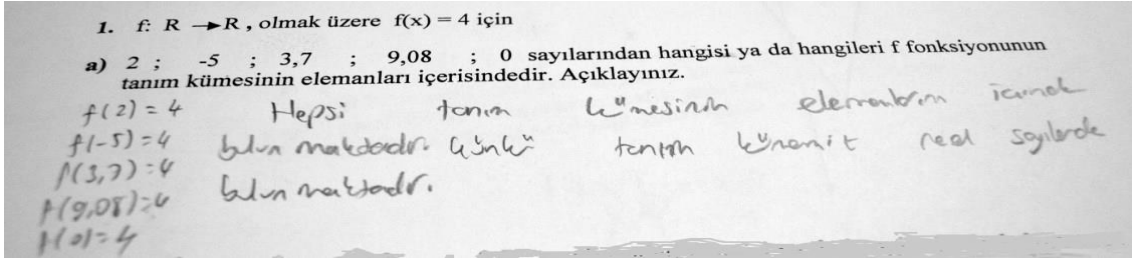 1. f: R →R , olmak üzere f(x) = 4 için
a) 2 ; -5 ; 3,7 ; 9,08 ; 0 sayılarından hangisi ya da hangileri f fonksiyonunun
tanım kümesinin elemanları içerisindedir. Açıklayınız.
f(2) = 4 Hepsi tanım kümesinin elemanlarım içinde
f(-5) = 4 bulunmaktadır. Çünkü tanım kümemit reel sayılarda
f(3,7) = 4 bulunmaktadır.
f(9,08) = 4
f(0) = 4